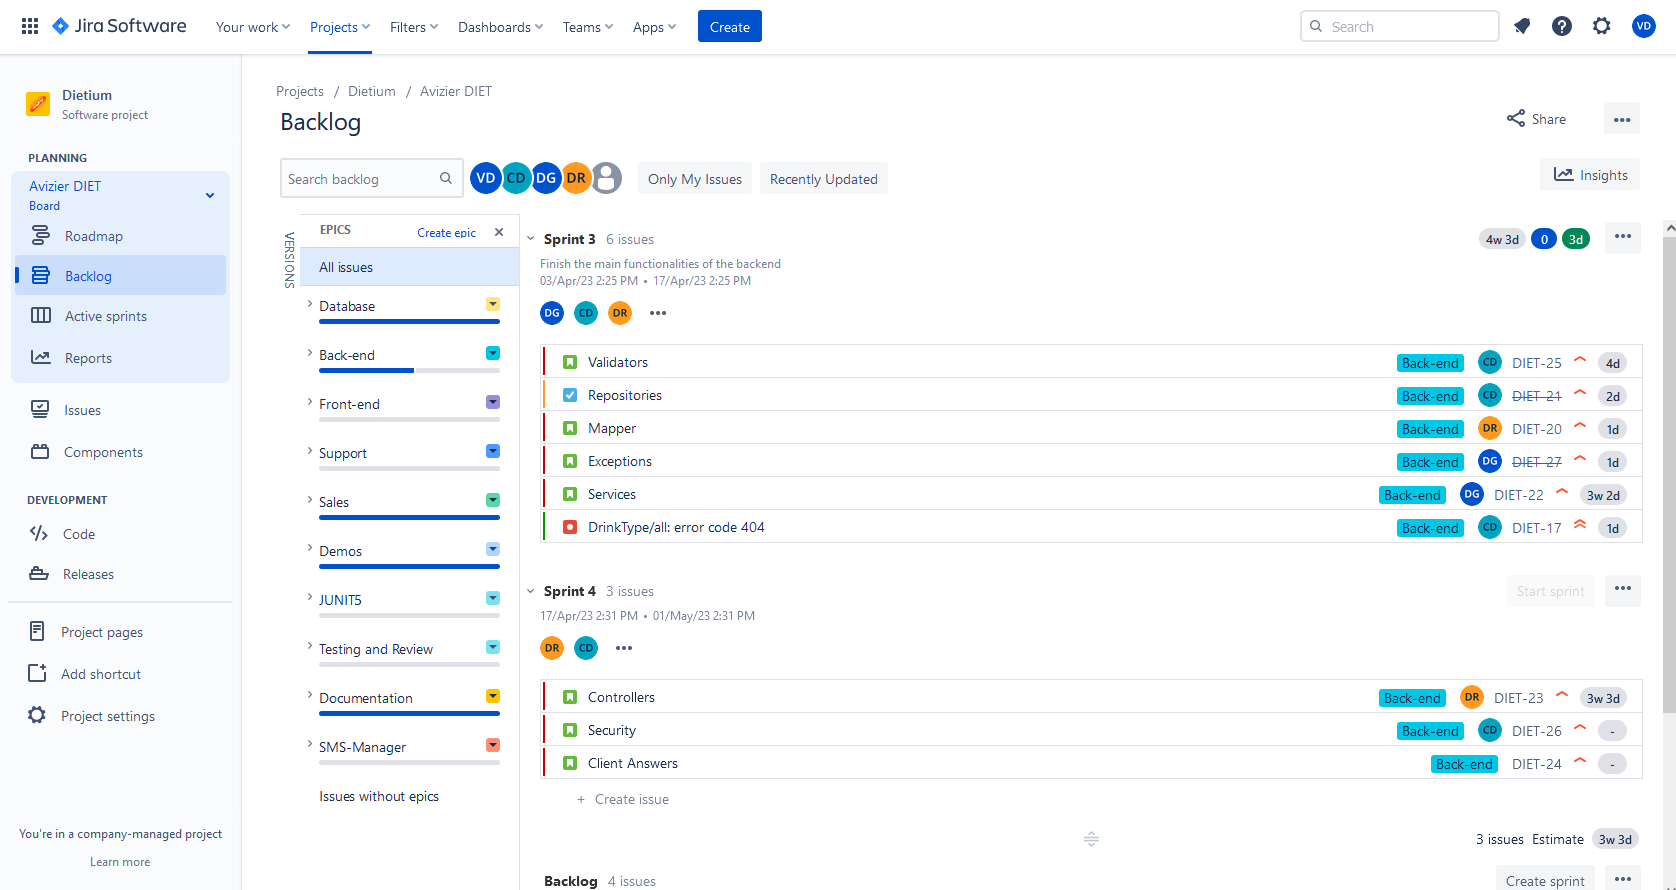 Jira Software Your work Projects Filters Dashboards Teams Apps Create Search VD
Dietium
Software project
PLANNING
Avizier DIET
Board
Roadmap
Backlog
Active sprints
Reports
Issues
Components
DEVELOPMENT
Code
Releases
Project pages
Add shortcut
Project settings
You're in a company-managed project
Learn more
Projects / Dietium / Avizier DIET
Backlog
Share
Search backlog VD CD DG DR Only My Issues Recently Updated Insights
VERSIONS
EPICS Create epic
All issues
Database
Back-end
Front-end
Support
Sales
Demos
JUNIT5
Testing and Review
Documentation
SMS-Manager
Issues without epics
Sprint 3 6 issues 4w 3d 0 3d
Finish the main functionalities of the backend
03/Apr/23 2:25 PM • 17/Apr/23 2:25 PM
DG CD DR
Validators Back-end CD DIET-25 4d
Repositories Back-end CD DIET-21 2d
Mapper Back-end DR DIET-20 1d
Exceptions Back-end DG DIET-27 1d
Services Back-end DG DIET-22 3w 2d
DrinkType/all: error code 404 Back-end CD DIET-17 1d
Sprint 4 3 issues Start sprint
17/Apr/23 2:31 PM • 01/May/23 2:31 PM
DR CD
Controllers Back-end DR DIET-23 3w 3d
Security Back-end CD DIET-26 -
Client Answers Back-end DIET-24 -
+ Create issue
3 issues Estimate 3w 3d
Backlog 4 issues Create sprint